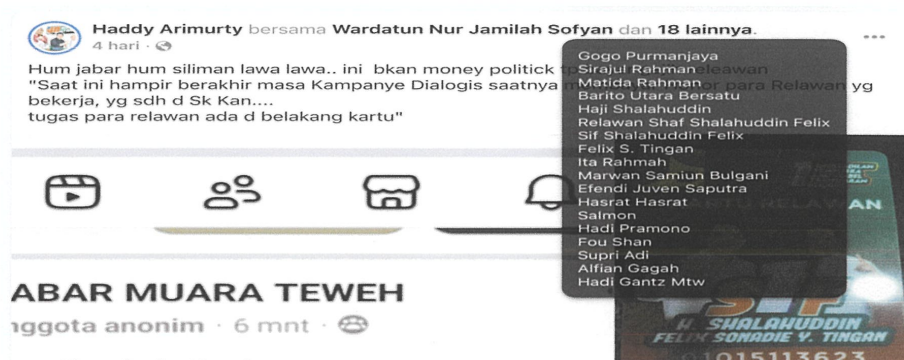 Haddy Arimurty bersama Wardatun Nur Jamilah Sofyan dan 18 lainnya.
4 hari ·
Hum jabar hum siliman lawa lawa.. ini bkan money politick
"Saat ini hampir berakhir masa Kampanye Dialogis saatnya para Relawan yg
bekerja, yg sdh d Sk Kan....
tugas para relawan ada d belakang kartu"
Gogo Purmanjaya
Sirajul Rahman
Matida Rahman
Barito Utara Bersatu
Haji Shalahuddin
Relawan Shaf Shalahuddin Felix
Sif Shalahuddin Felix
Felix S. Tingan
Ita Rahmah
Marwan Samiun Bulgani
Efendi Juven Saputra
Hasrat Hasrat
Salmon
Hadi Pramono
Fou Shan
Supri Adi
Alfian Gagah
Hadi Gantz Mtw
KARTU RELAWAN
H. SHALAHUDDIN
FELIX SONADIE Y. TINGAN
015113623
ABAR MUARA TEWEH
nggota anonim · 6 mnt ·